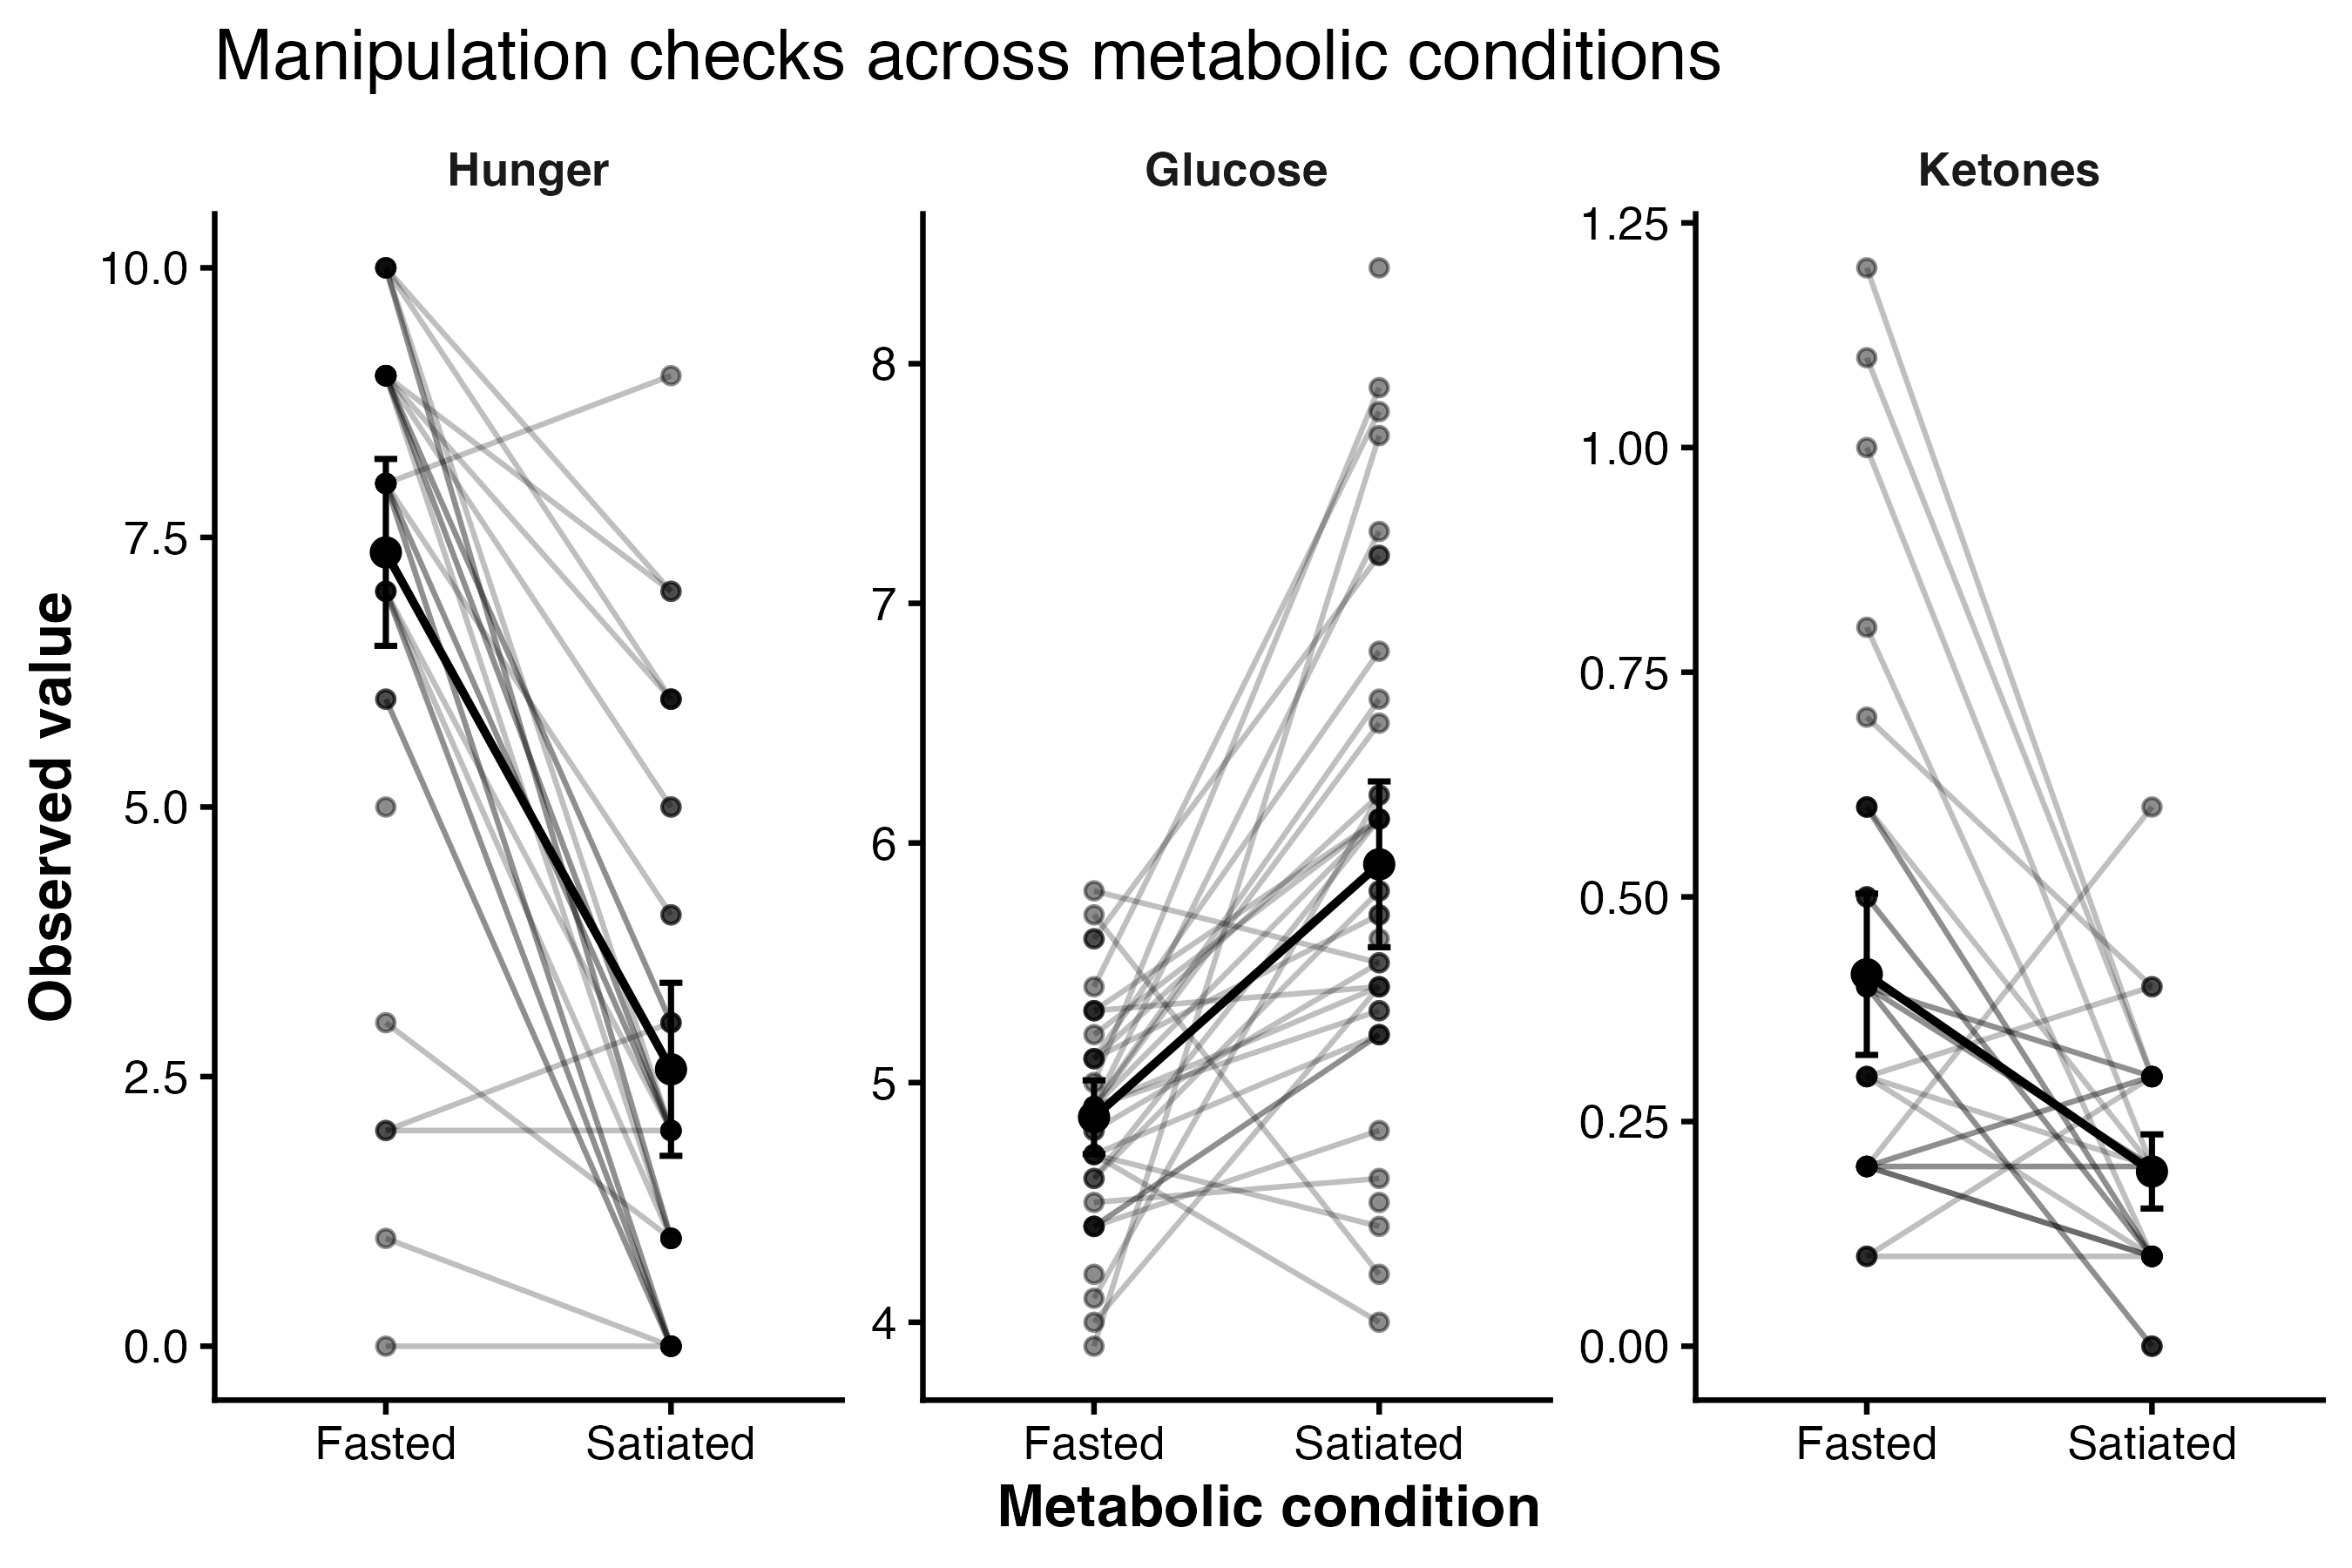 Manipulation checks across metabolic conditions
Hunger
Glucose
Ketones
Observed value
10.0
7.5
5.0
2.5
0.0
8
7
6
5
4
1.25
1.00
0.75
0.50
0.25
0.00
Fasted
Satiated
Fasted
Satiated
Fasted
Satiated
Metabolic condition